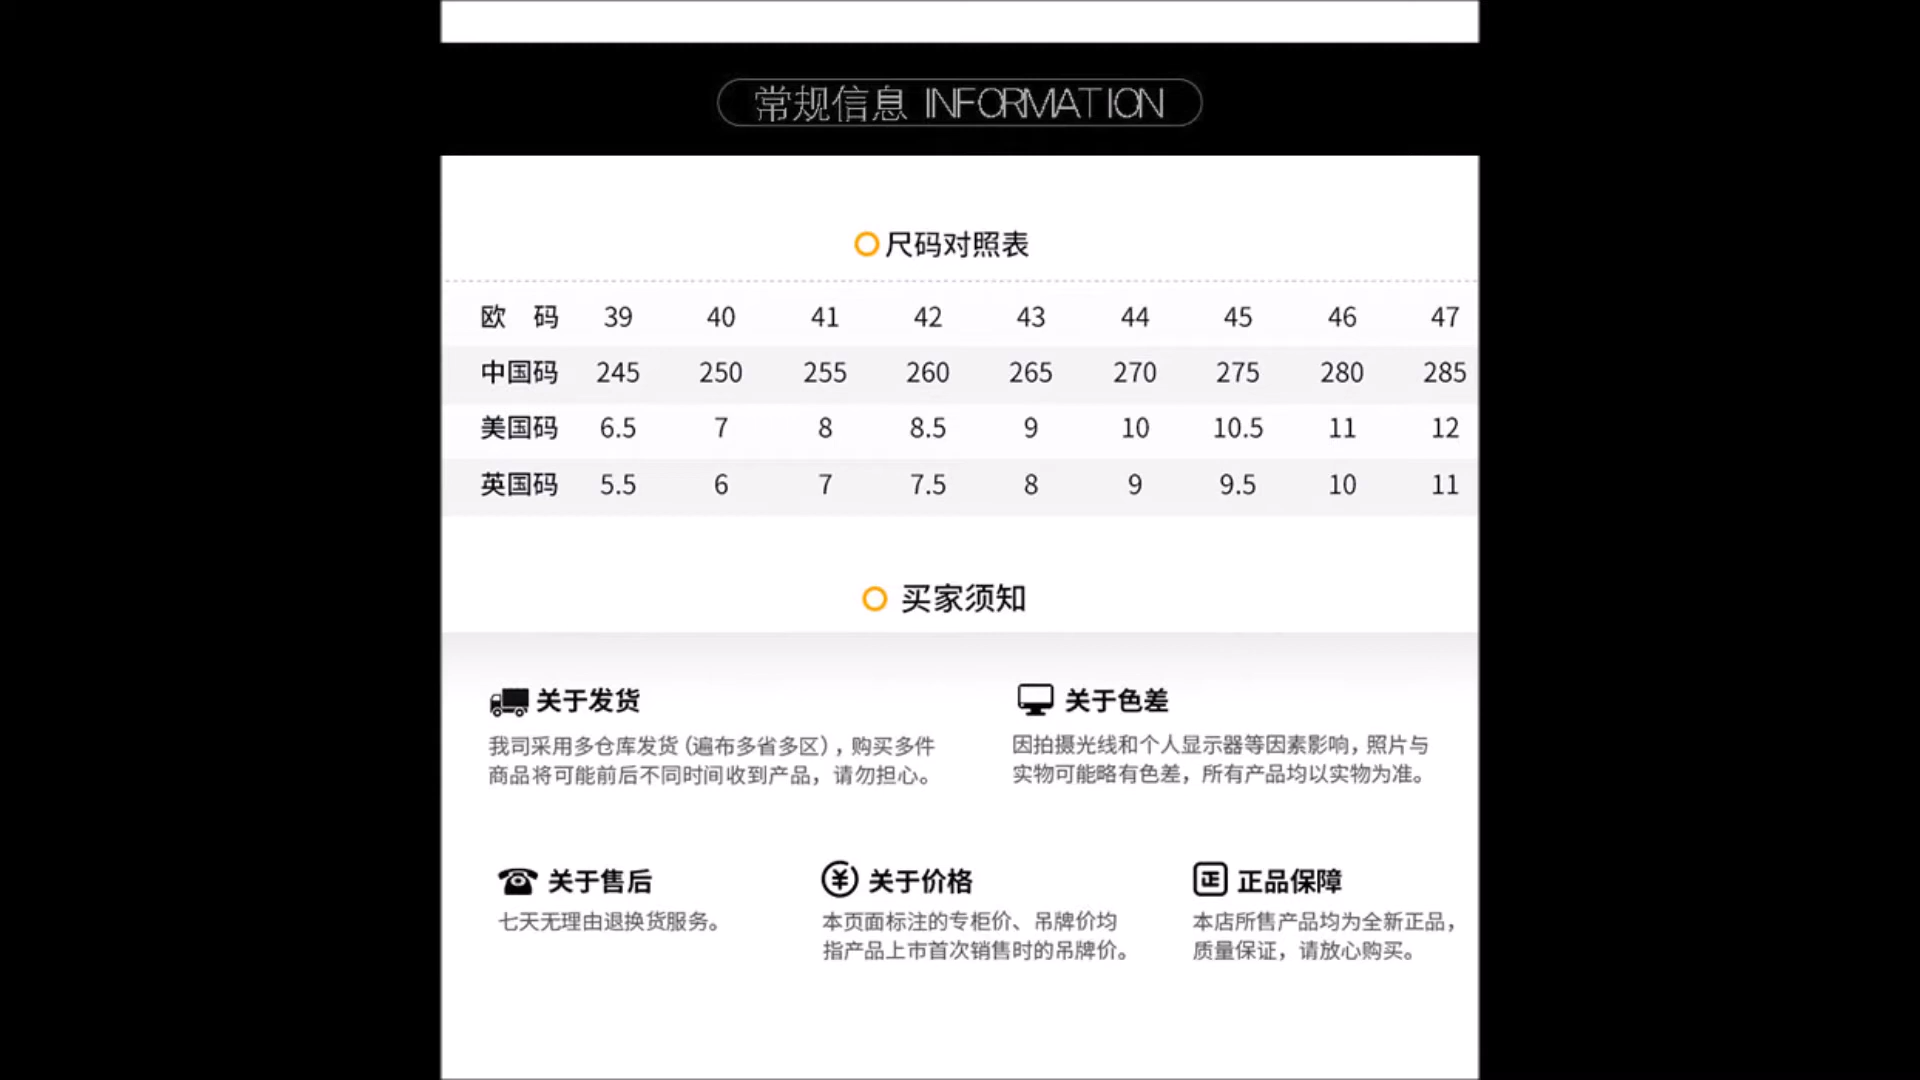 常规信息 INFORMATION
尺码对照表
欧 码 39 40 41 42 43 44 45 46 47
中国码 245 250 255 260 265 270 275 280 285
美国码 6.5 7 8 8.5 9 10 10.5 11 12
英国码 5.5 6 7 7.5 8 9 9.5 10 11
买家须知
关于发货
我司采用多仓库发货（遍布多省多区），购买多件
商品将可能前后不同时间收到产品，请勿担心。
关于色差
因拍摄光线和个人显示器等因素影响，照片与
实物可能略有色差，所有产品均以实物为准。
关于售后
七天无理由退换货服务。
¥ 关于价格
本页面标注的专柜价、吊牌价均
指产品上市首次销售时的吊牌价。
正 正品保障
本店所售产品均为全新正品，
质量保证，请放心购买。